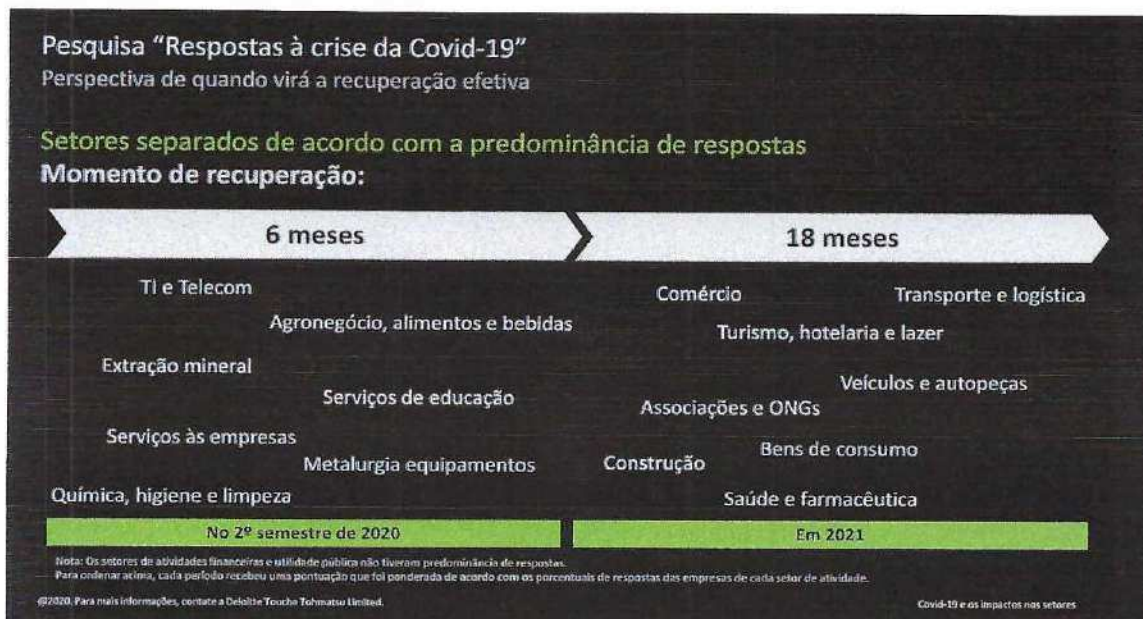 Pesquisa “Respostas à crise da Covid-19”
Perspectiva de quando virá a recuperação efetiva
Setores separados de acordo com a predominância de respostas
Momento de recuperação:
6 meses
18 meses
TI e Telecom
Agronegócio, alimentos e bebidas
Extração mineral
Serviços de educação
Serviços às empresas
Metalurgia equipamentos
Química, higiene e limpeza
Comércio
Transporte e logística
Turismo, hotelaria e lazer
Veículos e autopeças
Associações e ONGs
Bens de consumo
Construção
Saúde e farmacêutica
No 2º semestre de 2020
Em 2021
Nota: Os setores de atividades financeiras e utilidade pública não tiveram predominância de respostas.
Para ordenar acima, cada período recebeu uma pontuação que foi ponderada de acordo com os porcentuais de respostas das empresas de cada setor de atividade.
@2020. Para mais informações, contate a Deloitte Touche Tohmatsu Limited.
Covid-19 e os impactos nos setores